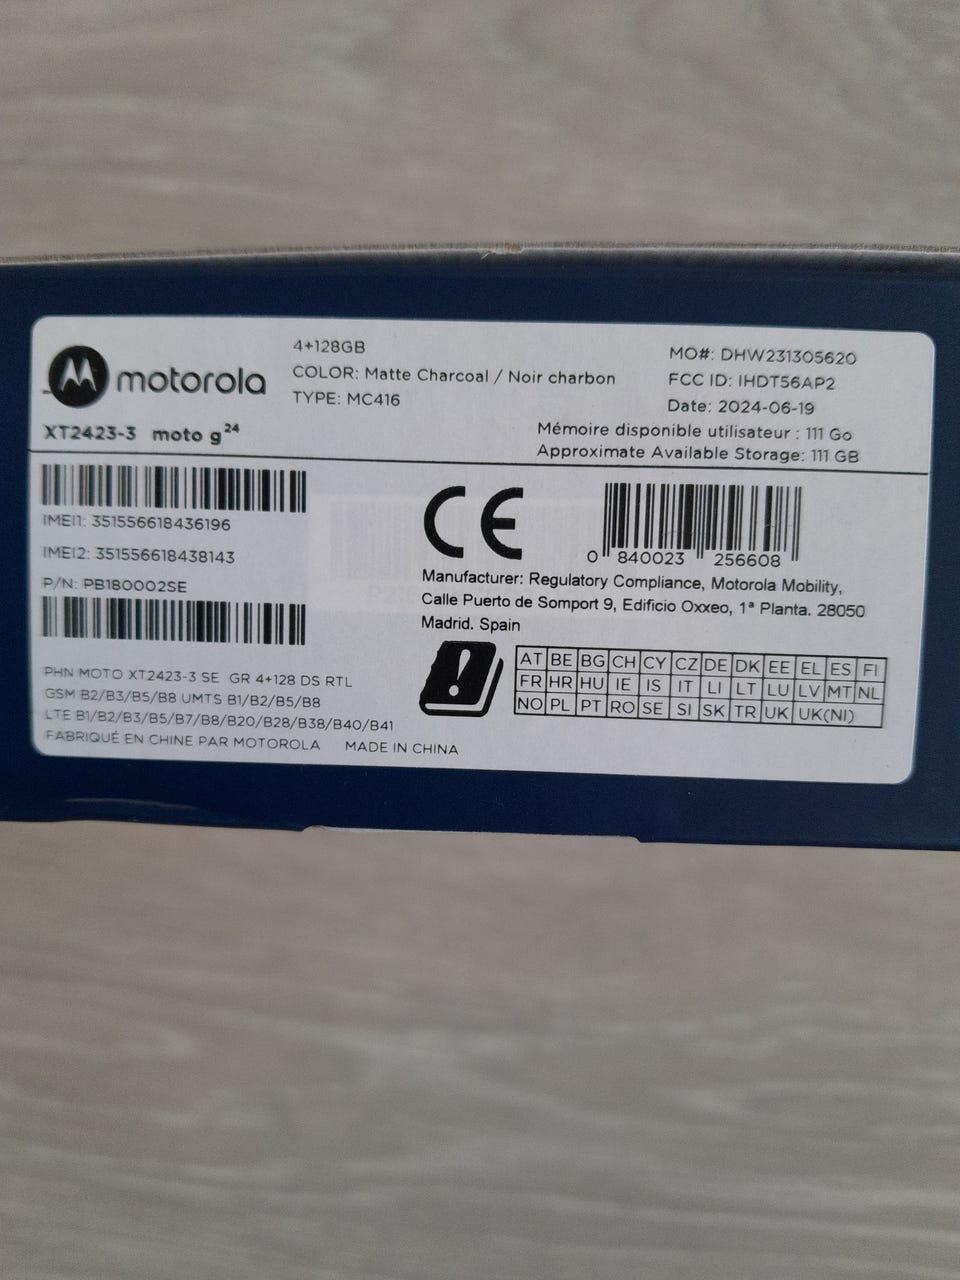 motorola
XT2423-3 moto g24
4+128GB
COLOR: Matte Charcoal / Noir charbon
TYPE: MC416
MO#: DHW231305620
FCC ID: IHDT56AP2
Date: 2024-06-19
Mémoire disponible utilisateur : 111 Go
Approximate Available Storage: 111 GB
IMEI1: 351556618436196
IMEI2: 351556618438143
P/N: PB180002SE
PHN MOTO XT2423-3 SE GR 4+128 DS RTL
GSM B2/B3/B5/B8 UMTS B1/B2/B5/B8
LTE B1/B2/B3/B5/B7/B8/B20/B28/B38/B40/B41
FABRIQUÉ EN CHINE PAR MOTOROLA MADE IN CHINA
CE
0 840023 256608
Manufacturer: Regulatory Compliance, Motorola Mobility,
Calle Puerto de Somport 9, Edificio Oxxeo, 1ª Planta. 28050
Madrid. Spain
AT BE BG CH CY CZ DE DK EE EL ES FI
FR HR HU IE IS IT LI LT LU LV MT NL
NO PL PT RO SE SI SK TR UK UK(NI)